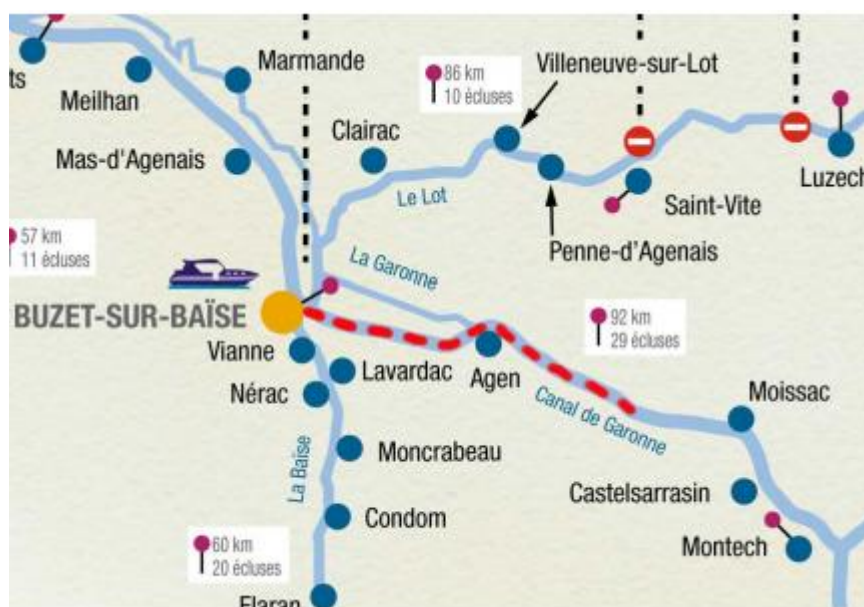 ts
Meilhan
Marmande
Mas-d'Agenais
Clairac
86 km
10 écluses
Villeneuve-sur-Lot
Le Lot
Penne-d'Agenais
Saint-Vite
Luzech
57 km
11 écluses
La Garonne
BUZET-SUR-BAÏSE
92 km
29 écluses
Vianne
Lavardac
Nérac
Agen
Canal de Garonne
Moissac
La Baïse
Moncrabeau
Condom
Castelsarrasin
Montech
60 km
20 écluses
Flaran